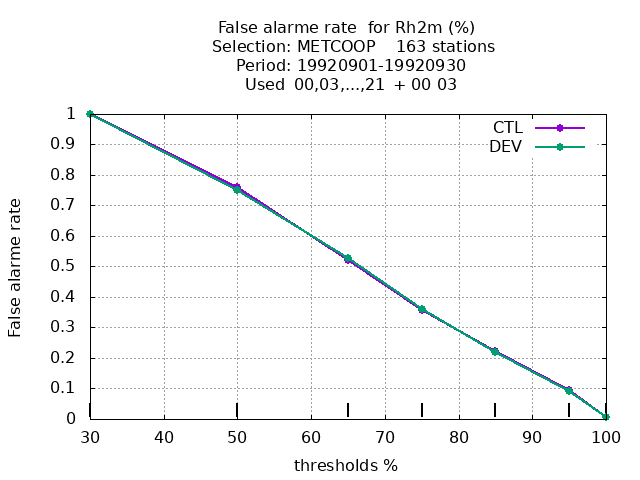 False alarme rate  for Rh2m (%)
Selection: METCOOP    163 stations
Period: 19920901-19920930
Used  00,03,...,21  + 00 03
CTL
DEV
1
0.9
0.8
0.7
0.6
0.5
0.4
0.3
0.2
0.1
0
False alarme rate
30 40 50 60 70 80 90 100
thresholds %